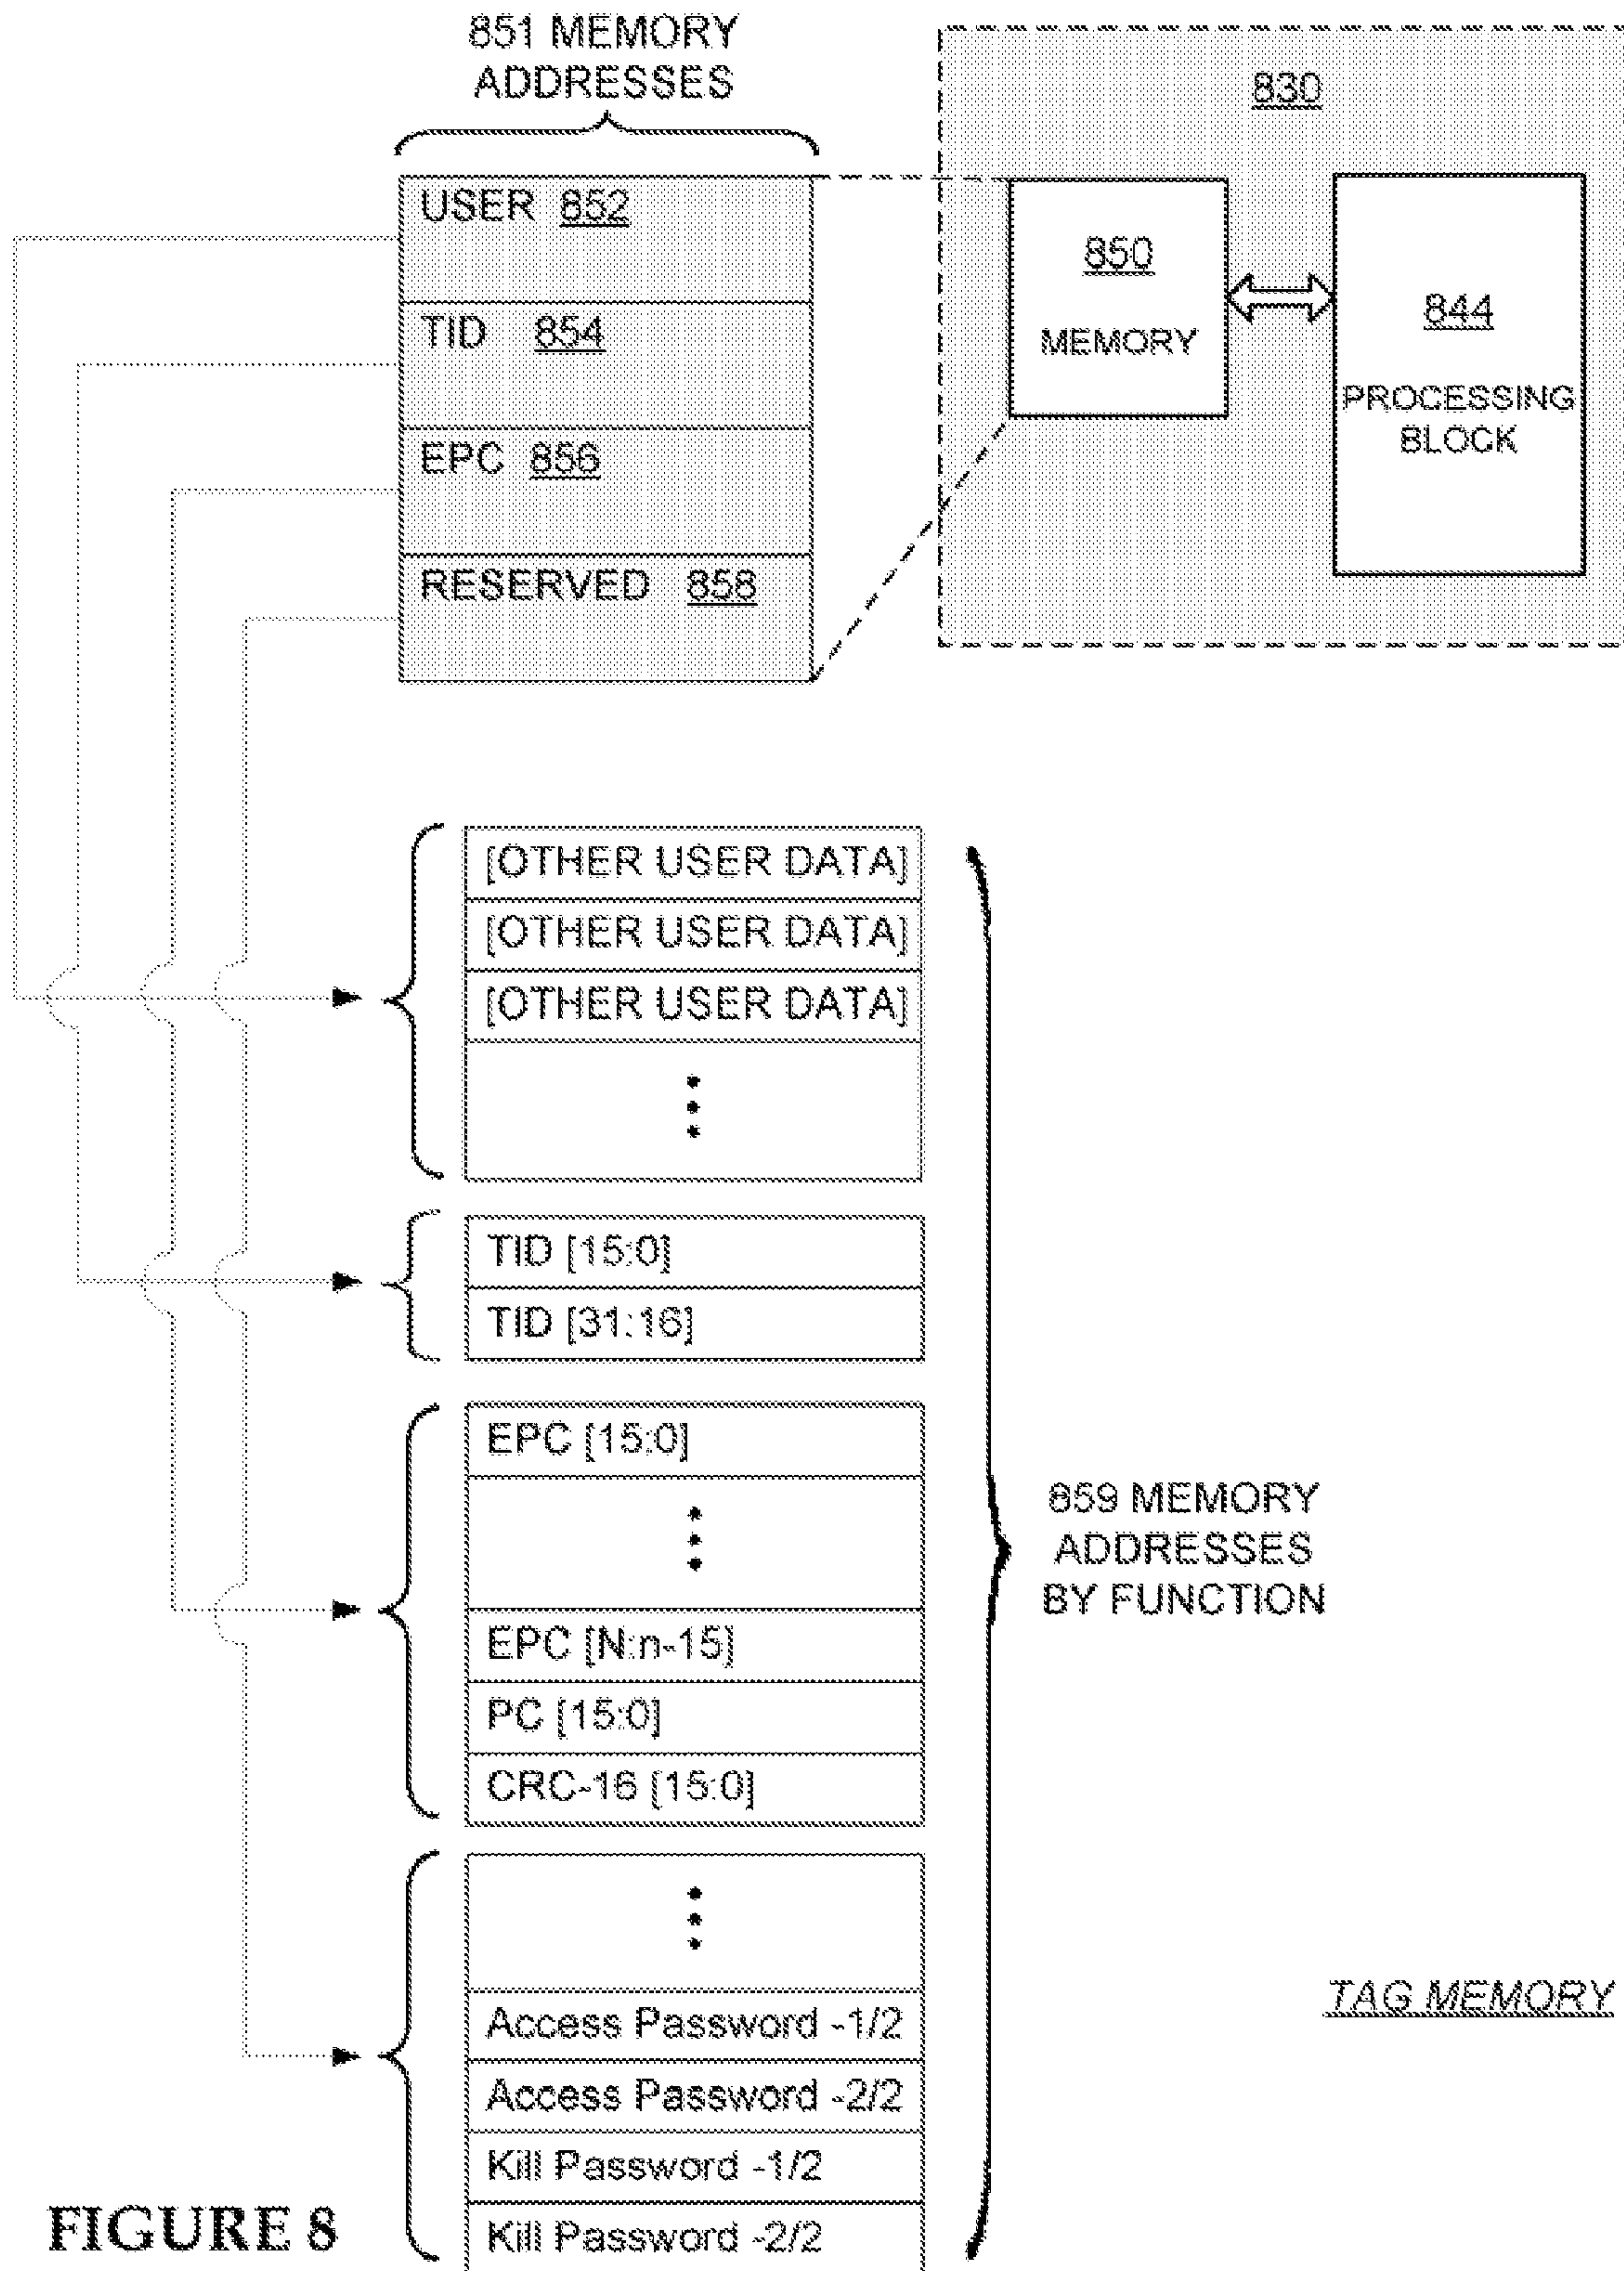 851 MEMORY
ADDRESSES
830
USER 852
TID 854
EPC 856
RESERVED 858
850
MEMORY
844
PROCESSING
BLOCK
[OTHER USER DATA]
[OTHER USER DATA]
[OTHER USER DATA]
TID [15:0]
TID [31:16]
EPC [15:0]
EPC [N:n-15]
PC [15:0]
CRC-16 [15:0]
859 MEMORY
ADDRESSES
BY FUNCTION
Access Password -1/2
Access Password -2/2
Kill Password -1/2
Kill Password -2/2
TAG MEMORY
FIGURE 8